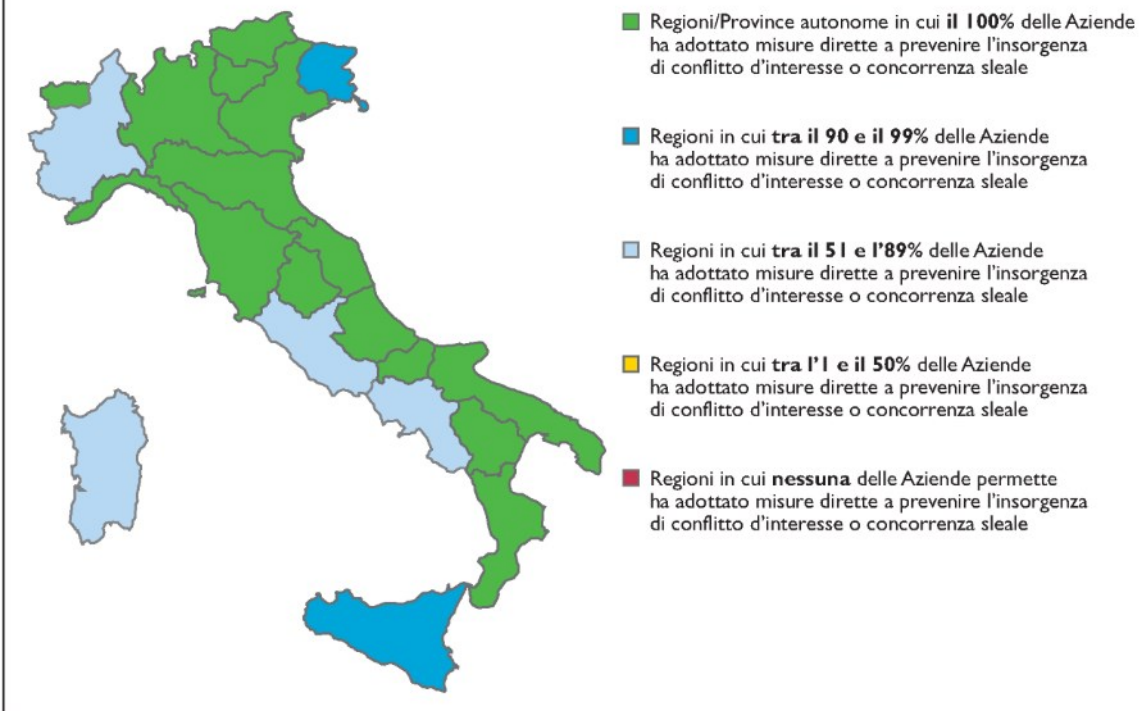 Regioni/Province autonome in cui il 100% delle Aziende
ha adottato misure dirette a prevenire l'insorgenza
di conflitto d'interesse o concorrenza sleale
Regioni in cui tra il 90 e il 99% delle Aziende
ha adottato misure dirette a prevenire l'insorgenza
di conflitto d'interesse o concorrenza sleale
Regioni in cui tra il 51 e l'89% delle Aziende
ha adottato misure dirette a prevenire l'insorgenza
di conflitto d'interesse o concorrenza sleale
Regioni in cui tra l'1 e il 50% delle Aziende
ha adottato misure dirette a prevenire l'insorgenza
di conflitto d'interesse o concorrenza sleale
Regioni in cui nessuna delle Aziende permette
ha adottato misure dirette a prevenire l'insorgenza
di conflitto d'interesse o concorrenza sleale